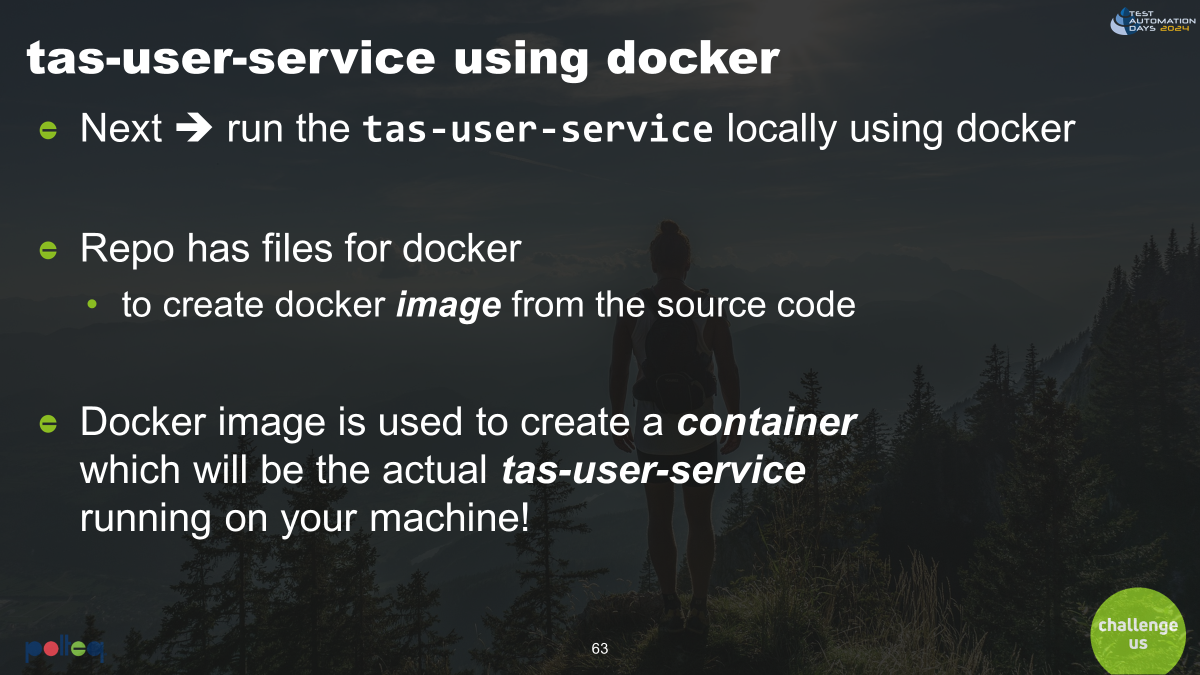 TEST
AUTOMATION
DAYS 2024
tas-user-service using docker
Next ➔ run the tas-user-service locally using docker
Repo has files for docker
• to create docker image from the source code
Docker image is used to create a container
which will be the actual tas-user-service
running on your machine!
polteq
63
challenge
us